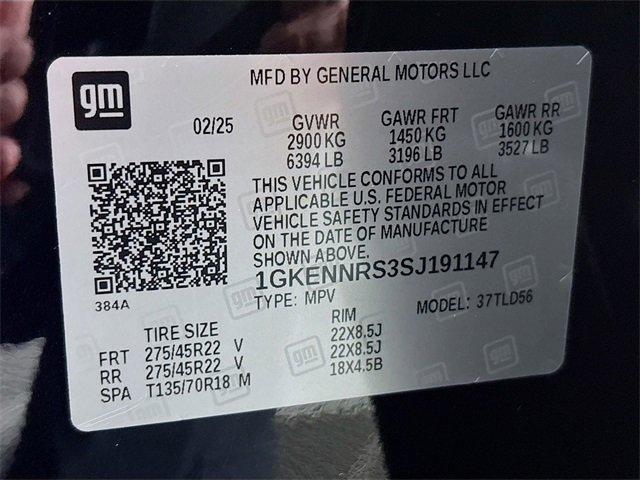 gm
MFD BY GENERAL MOTORS LLC
02/25 GVWR GAWR FRT GAWR RR
2900 KG 1450 KG 1600 KG
6394 LB 3196 LB 3527 LB
THIS VEHICLE CONFORMS TO ALL
APPLICABLE U.S. FEDERAL MOTOR
VEHICLE SAFETY STANDARDS IN EFFECT
ON THE DATE OF MANUFACTURE
SHOWN ABOVE.
1GKENNRS3SJ191147
384A
TYPE: MPV MODEL: 37TLD56
TIRE SIZE RIM
FRT 275/45R22 V 22X8.5J
RR 275/45R22 V 22X8.5J
SPA T135/70R18 M 18X4.5B